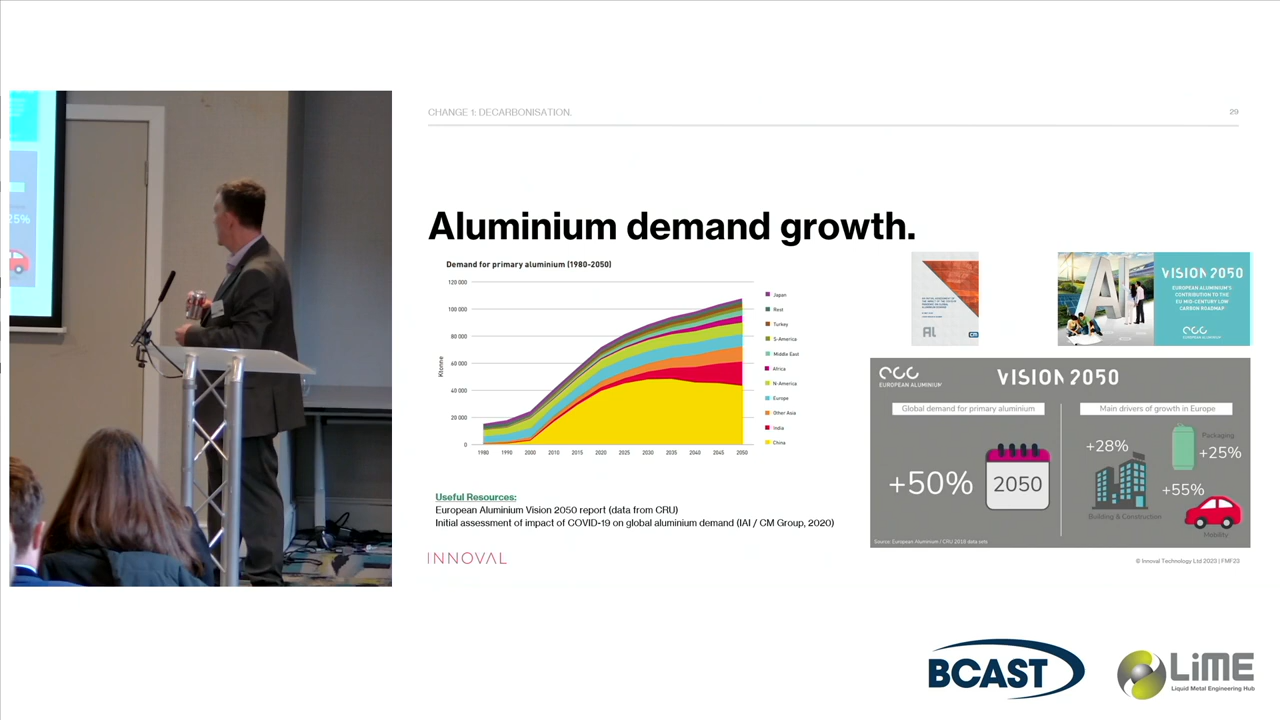 CHANGE 1: DECARBONISATION.
29
Aluminium demand growth.
Demand for primary aluminium (1980-2050)
Ktonne
120 000
100 000
80 000
60 000
40 000
20 000
0
1980 1990 2000 2010 2015 2020 2025 2030 2035 2040 2045 2050
Japan
Rest
Turkey
S-America
Middle East
Africa
N-America
Europe
Other Asia
India
China
Al
VISION 2050
EUROPEAN ALUMINIUM'S
CONTRIBUTION TO THE
EU MID-CENTURY LOW
CARBON ROADMAP
EUROPEAN ALUMINIUM
EUROPEAN ALUMINIUM
VISION 2050
Global demand for primary aluminium
+50%
2050
Main drivers of growth in Europe
+28%
Building & Construction
Packaging
+25%
+55%
Mobility
Source: European Aluminium / CRU 2018 data sets
Useful Resources:
European Aluminium Vision 2050 report (data from CRU)
Initial assessment of impact of COVID-19 on global aluminium demand (IAI / CM Group, 2020)
INNOVAL
© Innoval Technology Ltd 2023 | FMF23
25%
BCAST
LiME
Liquid Metal Engineering Hub